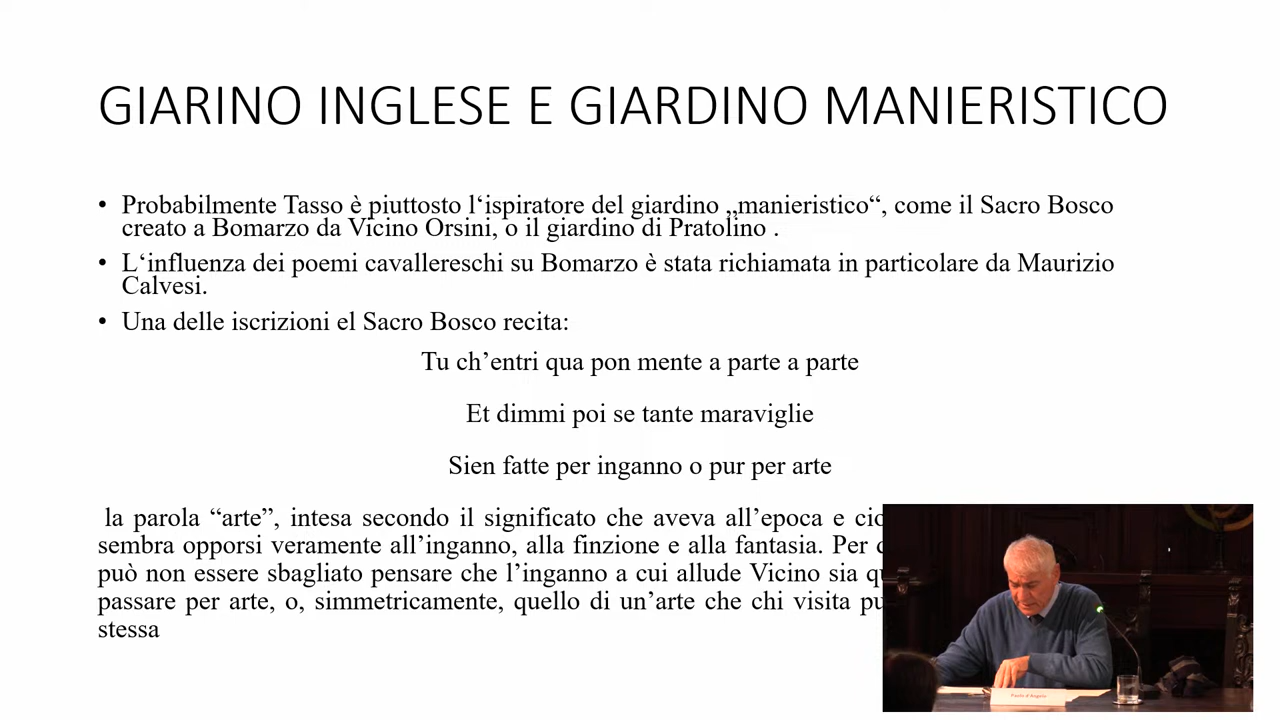 GIARINO INGLESE E GIARDINO MANIERISTICO
• Probabilmente Tasso è piuttosto l‘ispiratore del giardino „manieristico“, come il Sacro Bosco
creato a Bomarzo da Vicino Orsini, o il giardino di Pratolino .
• L‘influenza dei poemi cavallereschi su Bomarzo è stata richiamata in particolare da Maurizio
Calvesi.
• Una delle iscrizioni el Sacro Bosco recita:
Tu ch’entri qua pon mente a parte a parte
Et dimmi poi se tante maraviglie
Sien fatte per inganno o pur per arte
la parola “arte”, intesa secondo il significato che aveva all’epoca e
sembra opporsi veramente all’inganno, alla finzione e alla fantasia. Per
può non essere sbagliato pensare che l’inganno a cui allude Vicino sia
passare per arte, o, simmetricamente, quello di un’arte che chi visita
stessa
Paolo d'Angelo